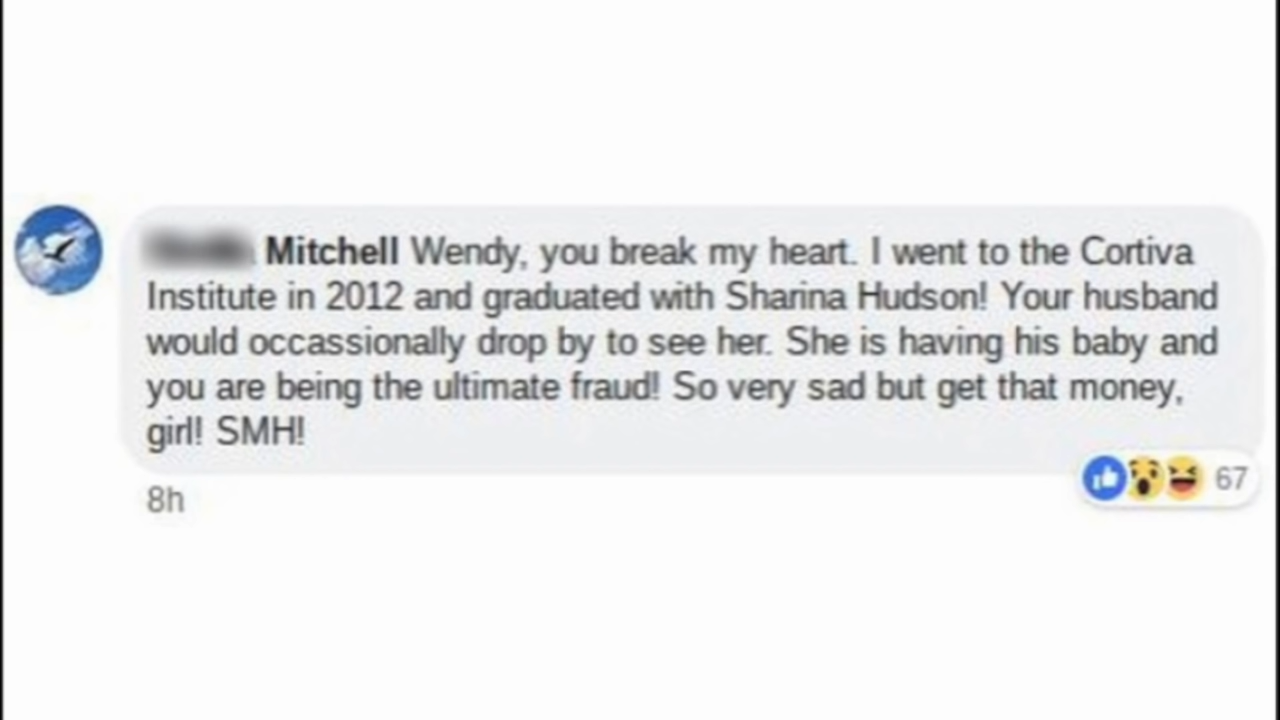 Mitchell Wendy, you break my heart. I went to the Cortiva
Institute in 2012 and graduated with Sharina Hudson! Your husband
would occassionally drop by to see her. She is having his baby and
you are being the ultimate fraud! So very sad but get that money,
girl! SMH!
67
8h